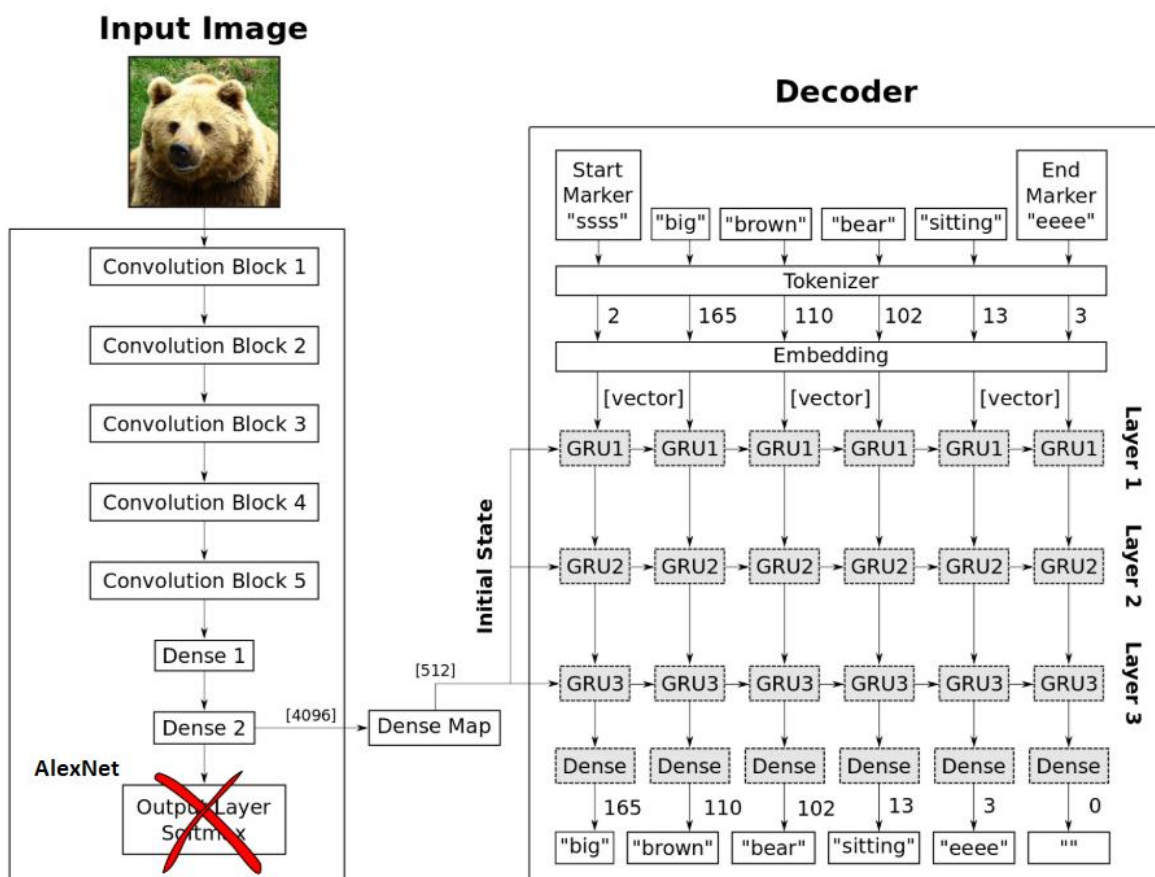 Input Image
Convolution Block 1
Convolution Block 2
Convolution Block 3
Convolution Block 4
Convolution Block 5
Dense 1
Dense 2
[4096]
Dense Map
[512]
AlexNet
Output Layer
Softmax
Decoder
Start
Marker
"ssss"
"big"
"brown"
"bear"
"sitting"
End
Marker
"eeee"
Tokenizer
2 165 110 102 13 3
Embedding
[vector] [vector] [vector]
Initial State
GRU1 GRU1 GRU1 GRU1 GRU1 GRU1
Layer 1
GRU2 GRU2 GRU2 GRU2 GRU2 GRU2
Layer 2
GRU3 GRU3 GRU3 GRU3 GRU3 GRU3
Layer 3
Dense Dense Dense Dense Dense Dense
165 110 102 13 3 0
"big" "brown" "bear" "sitting" "eeee" ""